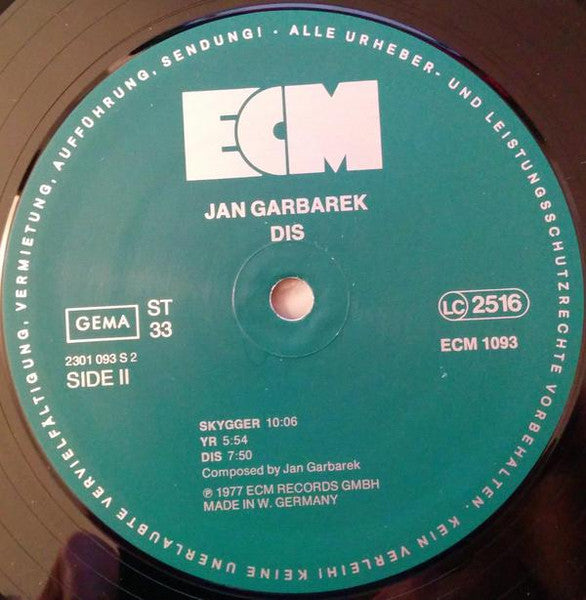 ALLE URHEBER- UND LEISTUNGSSCHUTZRECHTE VORBEHALTEN. KEIN VERLEIH! KEINE UNERLAUBTE VERVIELFÄLTIGUNG, VERMIETUNG, AUFFÜHRUNG, SENDUNG! ·
ECM
JAN GARBAREK
DIS
GEMA
ST
33
LC 2516
2301 093 S 2
SIDE II
ECM 1093
SKYGGER 10:06
YR 5:54
DIS 7:50
Composed by Jan Garbarek
℗ 1977 ECM RECORDS GMBH
MADE IN W. GERMANY